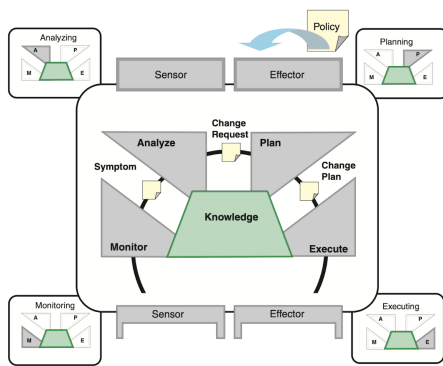 Analyzing
A
P
M
E
Policy
Planning
A
P
M
E
Sensor
Effector
Change
Request
Analyze
Plan
Symptom
Change
Plan
Knowledge
Monitor
Execute
Monitoring
A
P
M
E
Sensor
Effector
Executing
A
P
M
E